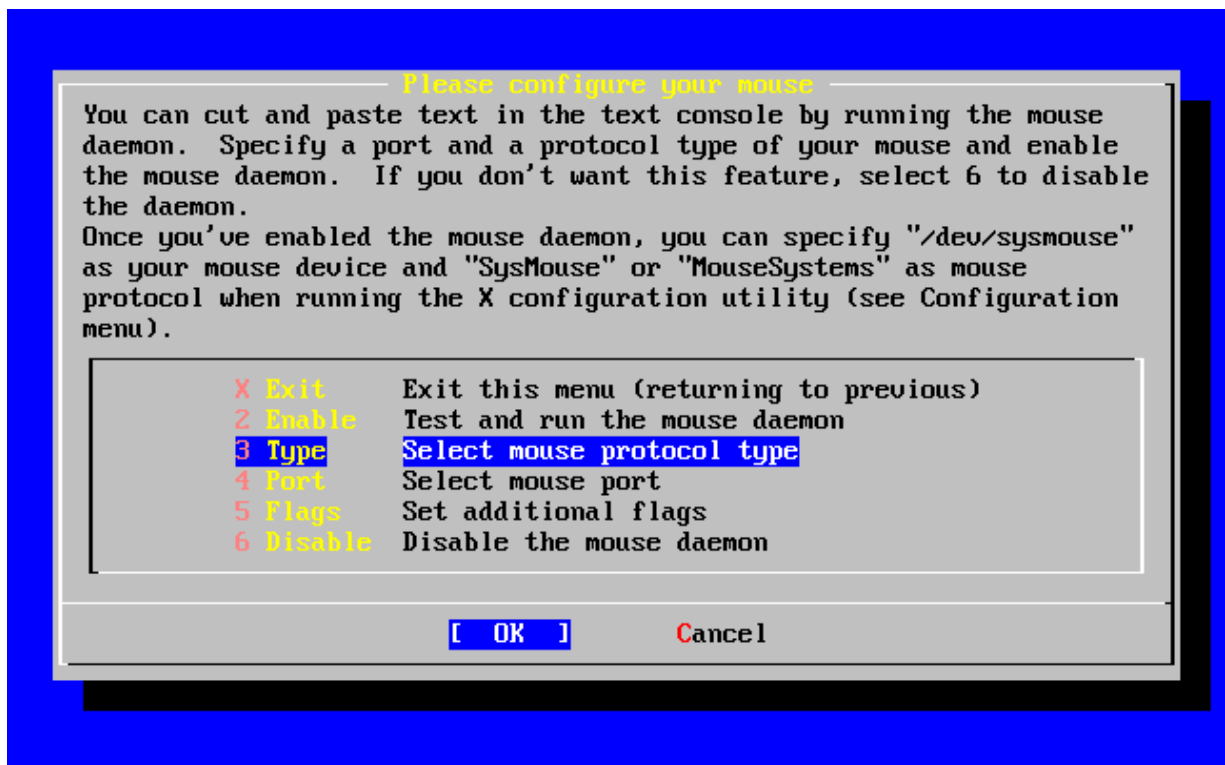 Please configure your mouse
You can cut and paste text in the text console by running the mouse
daemon.  Specify a port and a protocol type of your mouse and enable
the mouse daemon.  If you don't want this feature, select 6 to disable
the daemon.
Once you've enabled the mouse daemon, you can specify "/dev/sysmouse"
as your mouse device and "SysMouse" or "MouseSystems" as mouse
protocol when running the X configuration utility (see Configuration
menu).
X Exit     Exit this menu (returning to previous)
2 Enable   Test and run the mouse daemon
3 Type     Select mouse protocol type
4 Port     Select mouse port
5 Flags    Set additional flags
6 Disable  Disable the mouse daemon
[  OK  ]       Cancel